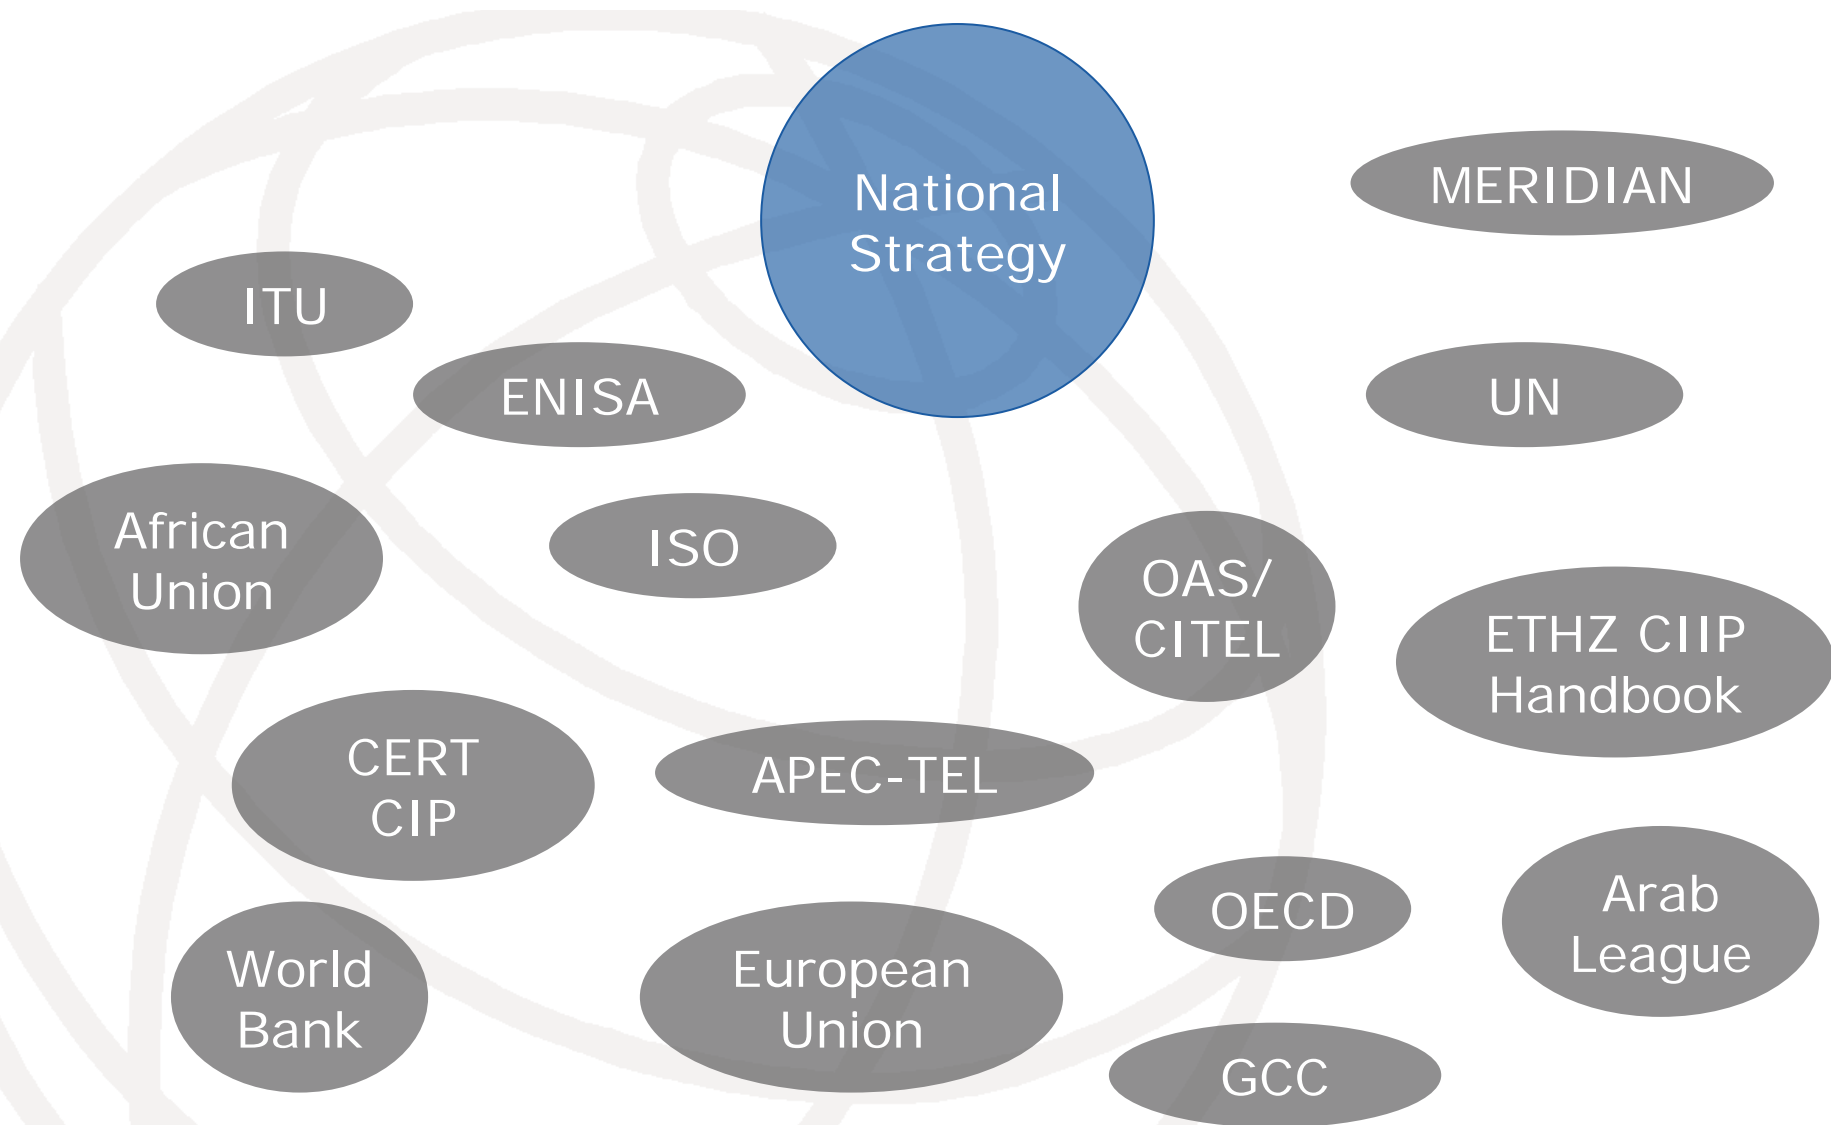 National
Strategy
MERIDIAN
ITU
ENISA
UN
African
Union
ISO
OAS/
CITEL
ETHZ CIIP
Handbook
CERT
CIP
APEC-TEL
OECD
Arab
League
World
Bank
European
Union
GCC